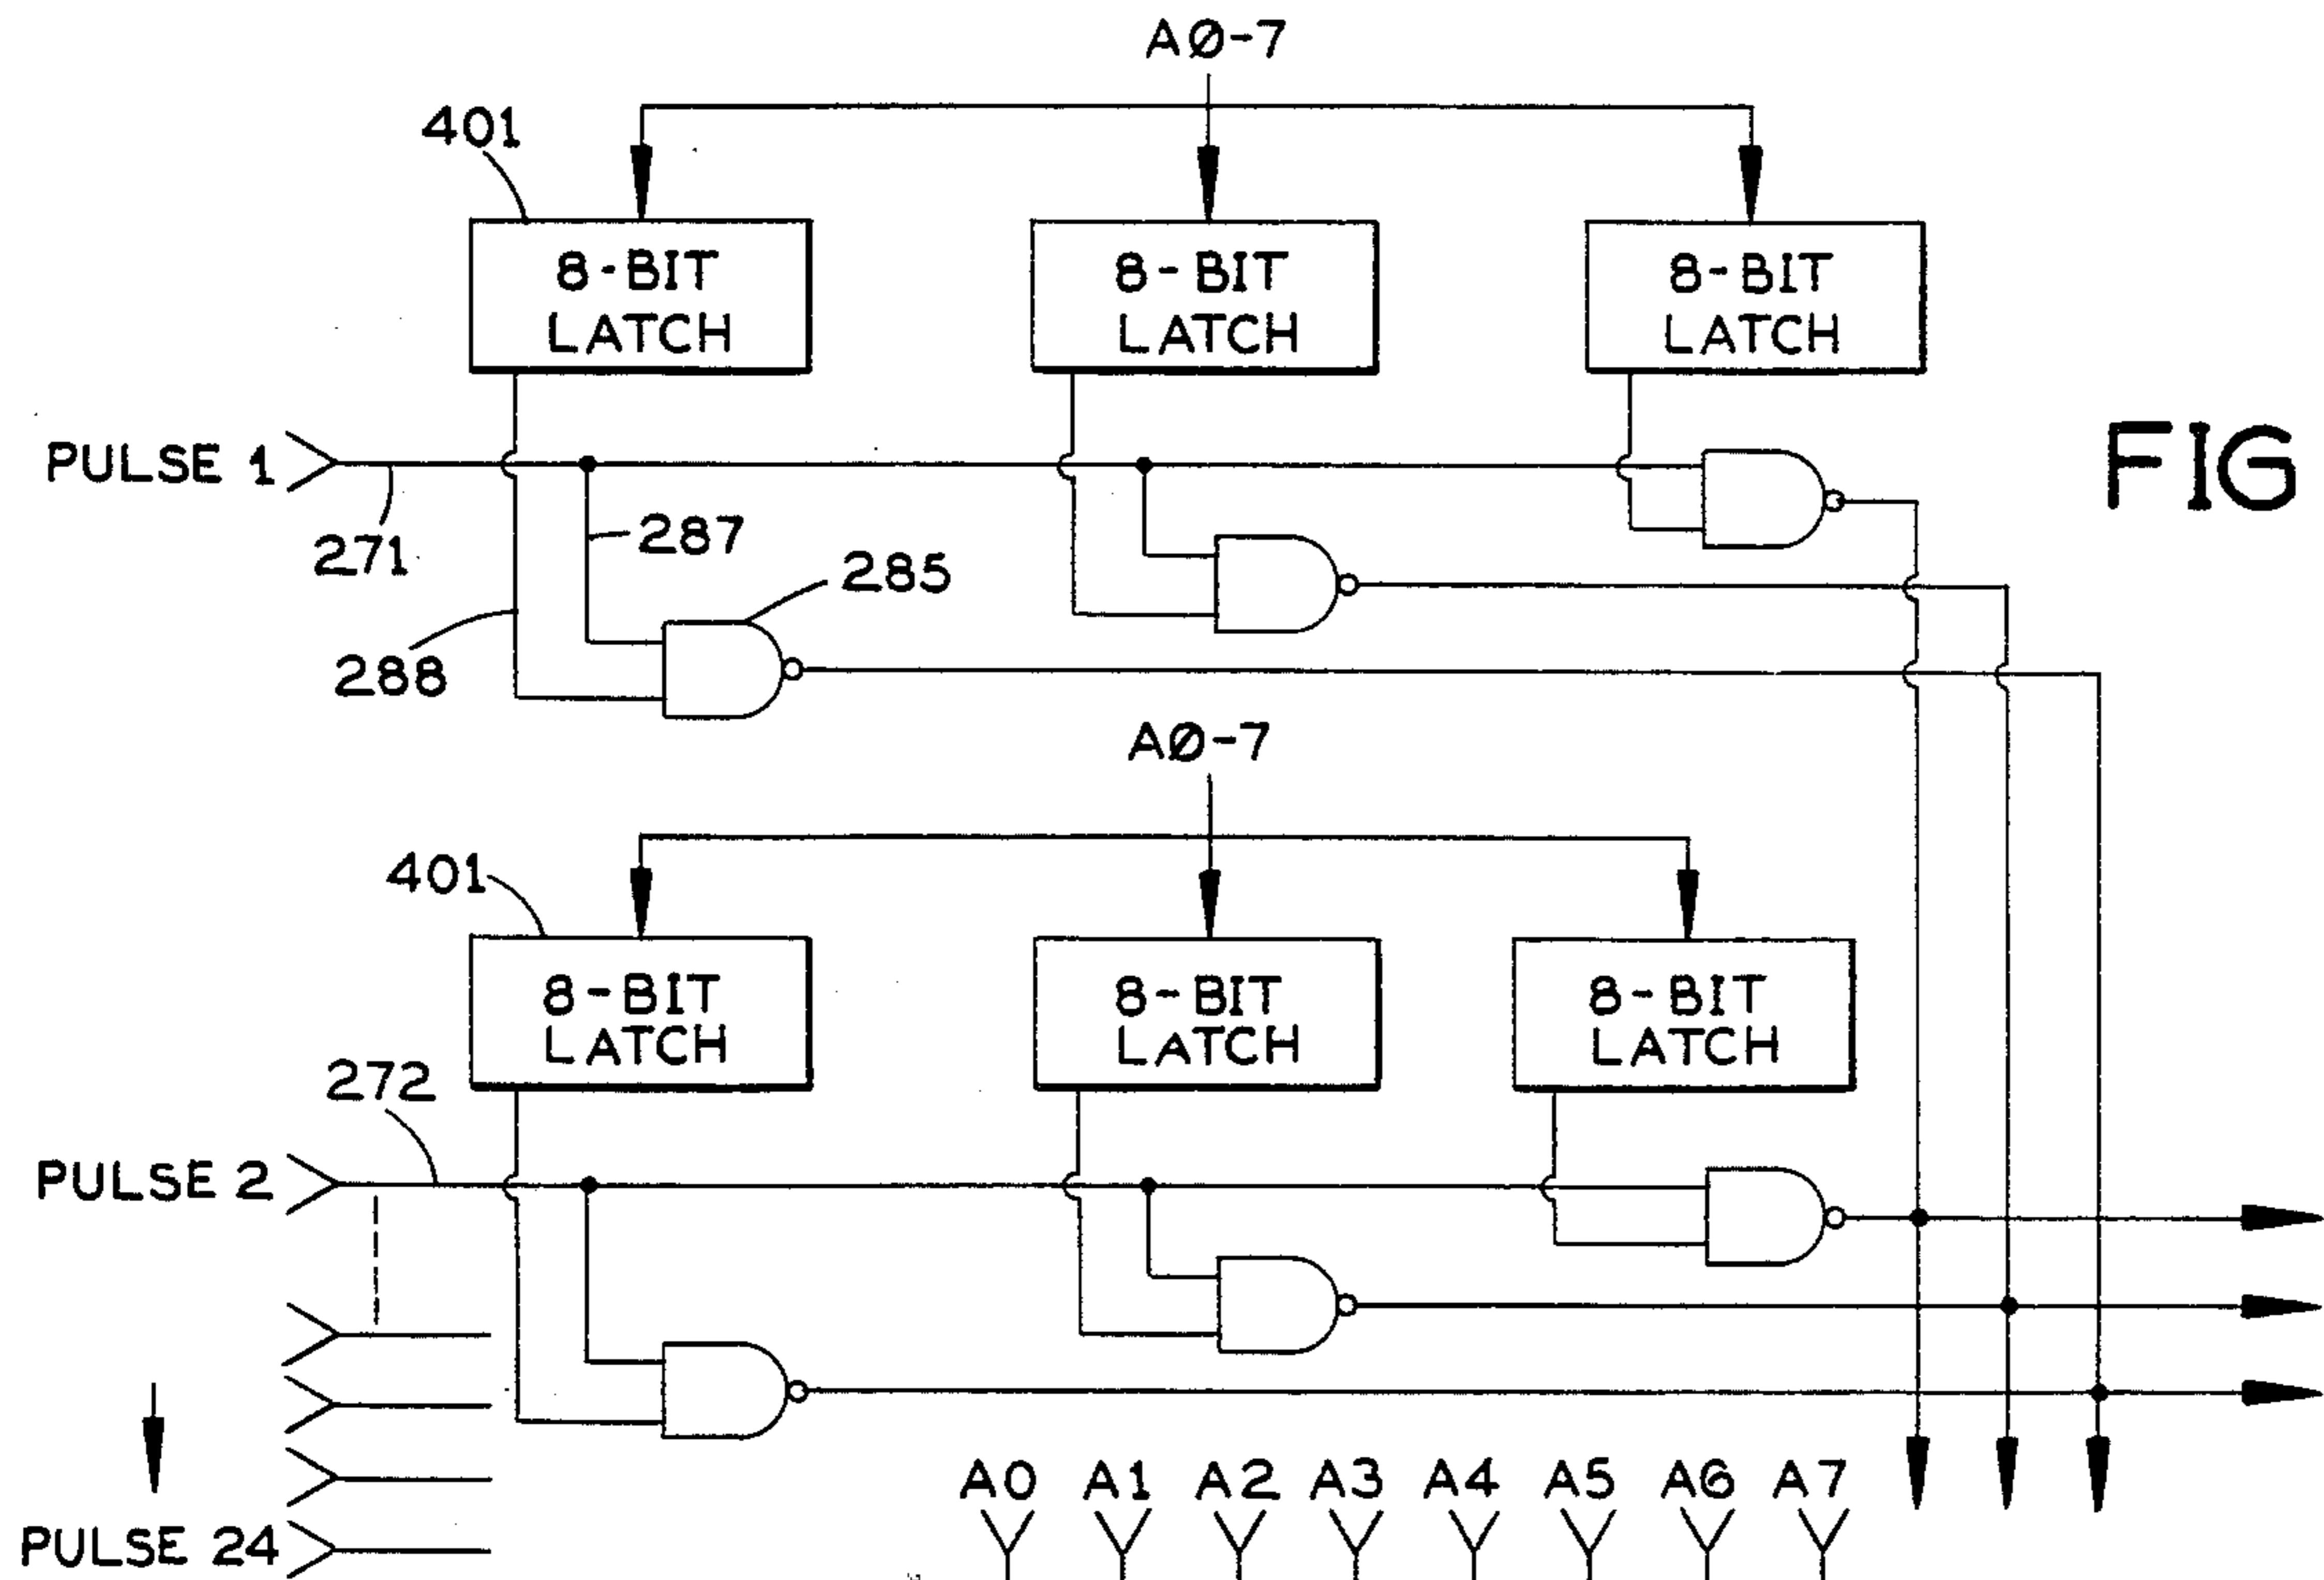 AØ-7
401
8-BIT LATCH
8-BIT LATCH
8-BIT LATCH
PULSE 1
FIG
271
287
285
288
AØ-7
401
8-BIT LATCH
8-BIT LATCH
8-BIT LATCH
272
PULSE 2
A0 A1 A2 A3 A4 A5 A6 A7
PULSE 24